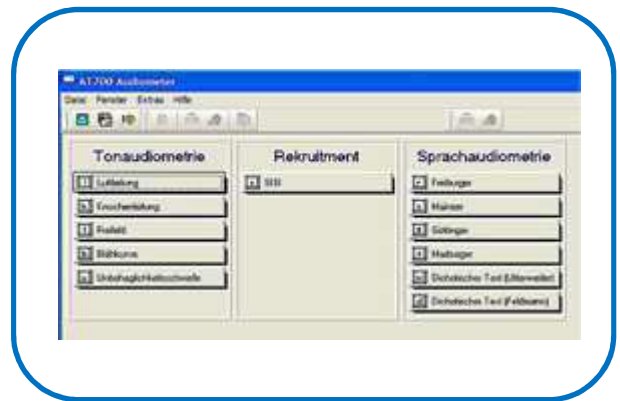 AT700 Audiometer
Datei Fenster Extras Hilfe
Tonaudiometrie
Luftleitung
Knochenleitung
Freifeld
Blähkurve
Unbehaglichkeitsschwelle
Rekruitment
SISI
Sprachaudiometrie
Freiburger
Mainzer
Göttinger
Marburger
Dichotischer Test (Uttenweiler)
Dichotischer Test (Feldmann)